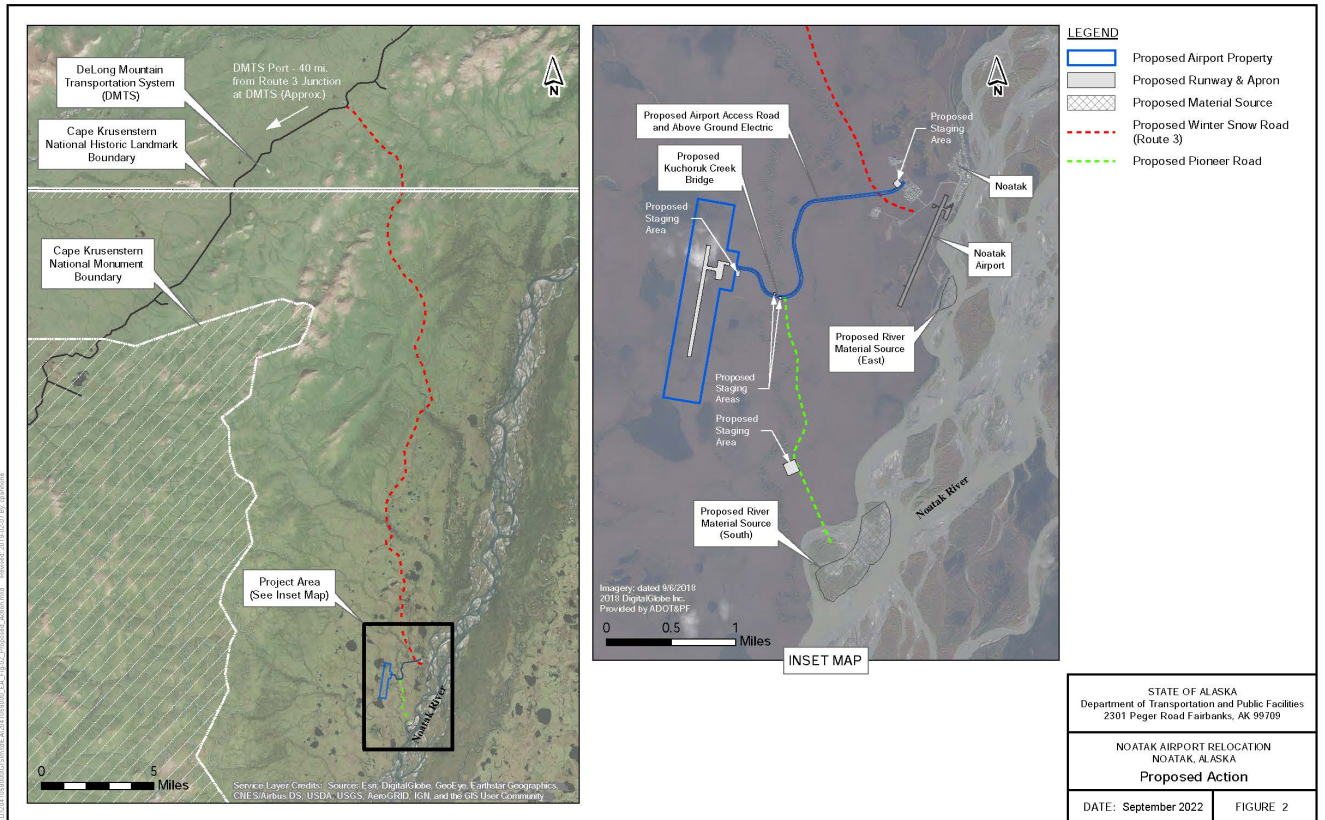 DeLong Mountain
Transportation System
(DMTS)
DMTS Port - 40 mi.
from Route 3 Junction
at DMTS (Approx.)
N
Cape Krusenstern
National Historic Landmark
Boundary
Cape Krusenstern
National Monument
Boundary
Project Area
(See Inset Map)
Noatak River
0 5
Miles
Service Layer Credits: Source: Esri, DigitalGlobe, GeoEye, Earthstar Geographics,
CNES/Airbus DS, USDA, USGS, AeroGRID, IGN, and the GIS User Community
N
Proposed Airport Access Road
and Above Ground Electric
Proposed
Staging
Area
Proposed
Kuchoruk Creek
Bridge
Noatak
Proposed
Staging
Area
Noatak
Airport
Proposed River
Material Source
(East)
Proposed
Staging
Areas
Proposed
Staging
Area
Noatak River
Proposed River
Material Source
(South)
Imagery: dated 9/6/2018
2018 DigitalGlobe Inc.
Provided by ADOT&PF
0 0.5 1
Miles
INSET MAP
LEGEND
Proposed Airport Property
Proposed Runway & Apron
Proposed Material Source
Proposed Winter Snow Road
(Route 3)
Proposed Pioneer Road
STATE OF ALASKA
Department of Transportation and Public Facilities
2301 Peger Road Fairbanks, AK 99709
NOATAK AIRPORT RELOCATION
NOATAK, ALASKA
Proposed Action
DATE: September 2022
FIGURE 2